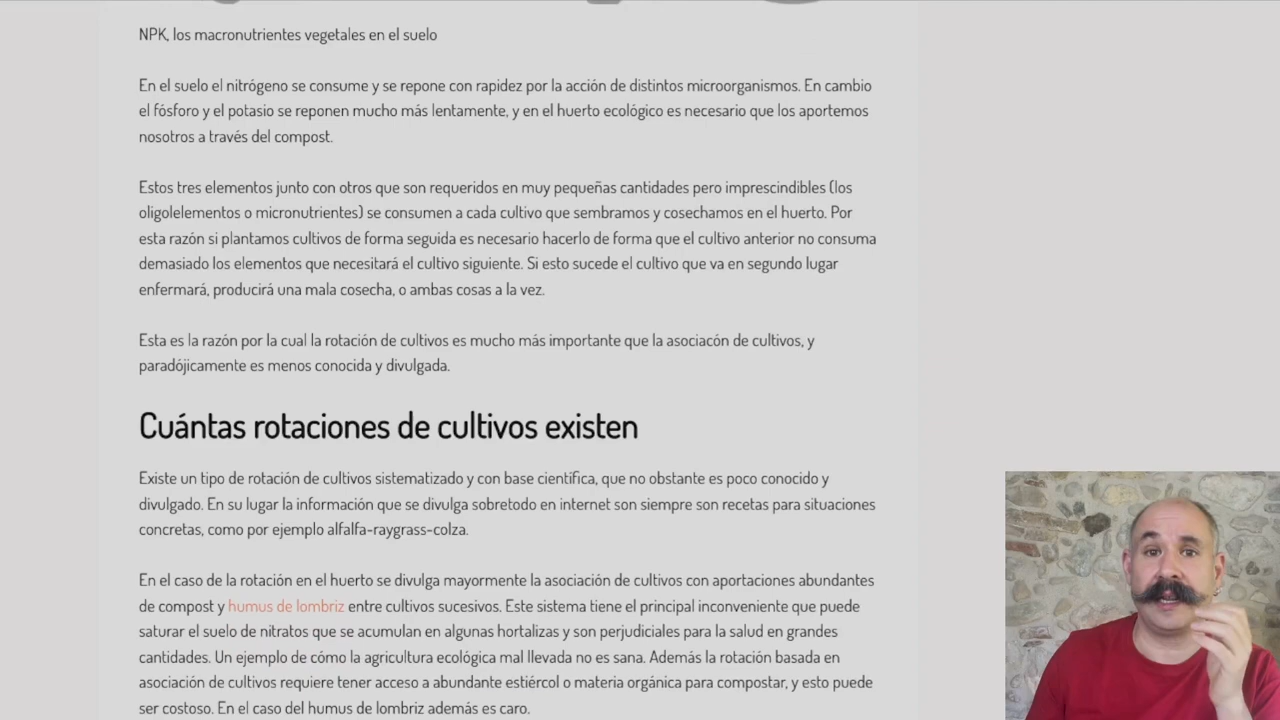 NPK, los macronutrientes vegetales en el suelo
En el suelo el nitrógeno se consume y se repone con rapidez por la acción de distintos microorganismos. En cambio
el fósforo y el potasio se reponen mucho más lentamente, y en el huerto ecológico es necesario que los aportemos
nosotros a través del compost.
Estos tres elementos junto con otros que son requeridos en muy pequeñas cantidades pero imprescindibles (los
oligolelementos o micronutrientes) se consumen a cada cultivo que sembramos y cosechamos en el huerto. Por
esta razón si plantamos cultivos de forma seguida es necesario hacerlo de forma que el cultivo anterior no consuma
demasiado los elementos que necesitará el cultivo siguiente. Si esto sucede el cultivo que va en segundo lugar
enfermará, producirá una mala cosecha, o ambas cosas a la vez.
Esta es la razón por la cual la rotación de cultivos es mucho más importante que la asociacón de cultivos, y
paradójicamente es menos conocida y divulgada.
Cuántas rotaciones de cultivos existen
Existe un tipo de rotación de cultivos sistematizado y con base científica, que no obstante es poco conocido y
divulgado. En su lugar la información que se divulga sobretodo en internet son siempre son recetas para situaciones
concretas, como por ejemplo alfalfa-raygrass-colza.
En el caso de la rotación en el huerto se divulga mayormente la asociación de cultivos con aportaciones abundantes
de compost y humus de lombriz entre cultivos sucesivos. Este sistema tiene el principal inconveniente que puede
saturar el suelo de nitratos que se acumulan en algunas hortalizas y son perjudiciales para la salud en grandes
cantidades. Un ejemplo de cómo la agricultura ecológica mal llevada no es sana. Además la rotación basada en
asociación de cultivos requiere tener acceso a abundante estiércol o materia orgánica para compostar, y esto puede
ser costoso. En el caso del humus de lombriz además es caro.